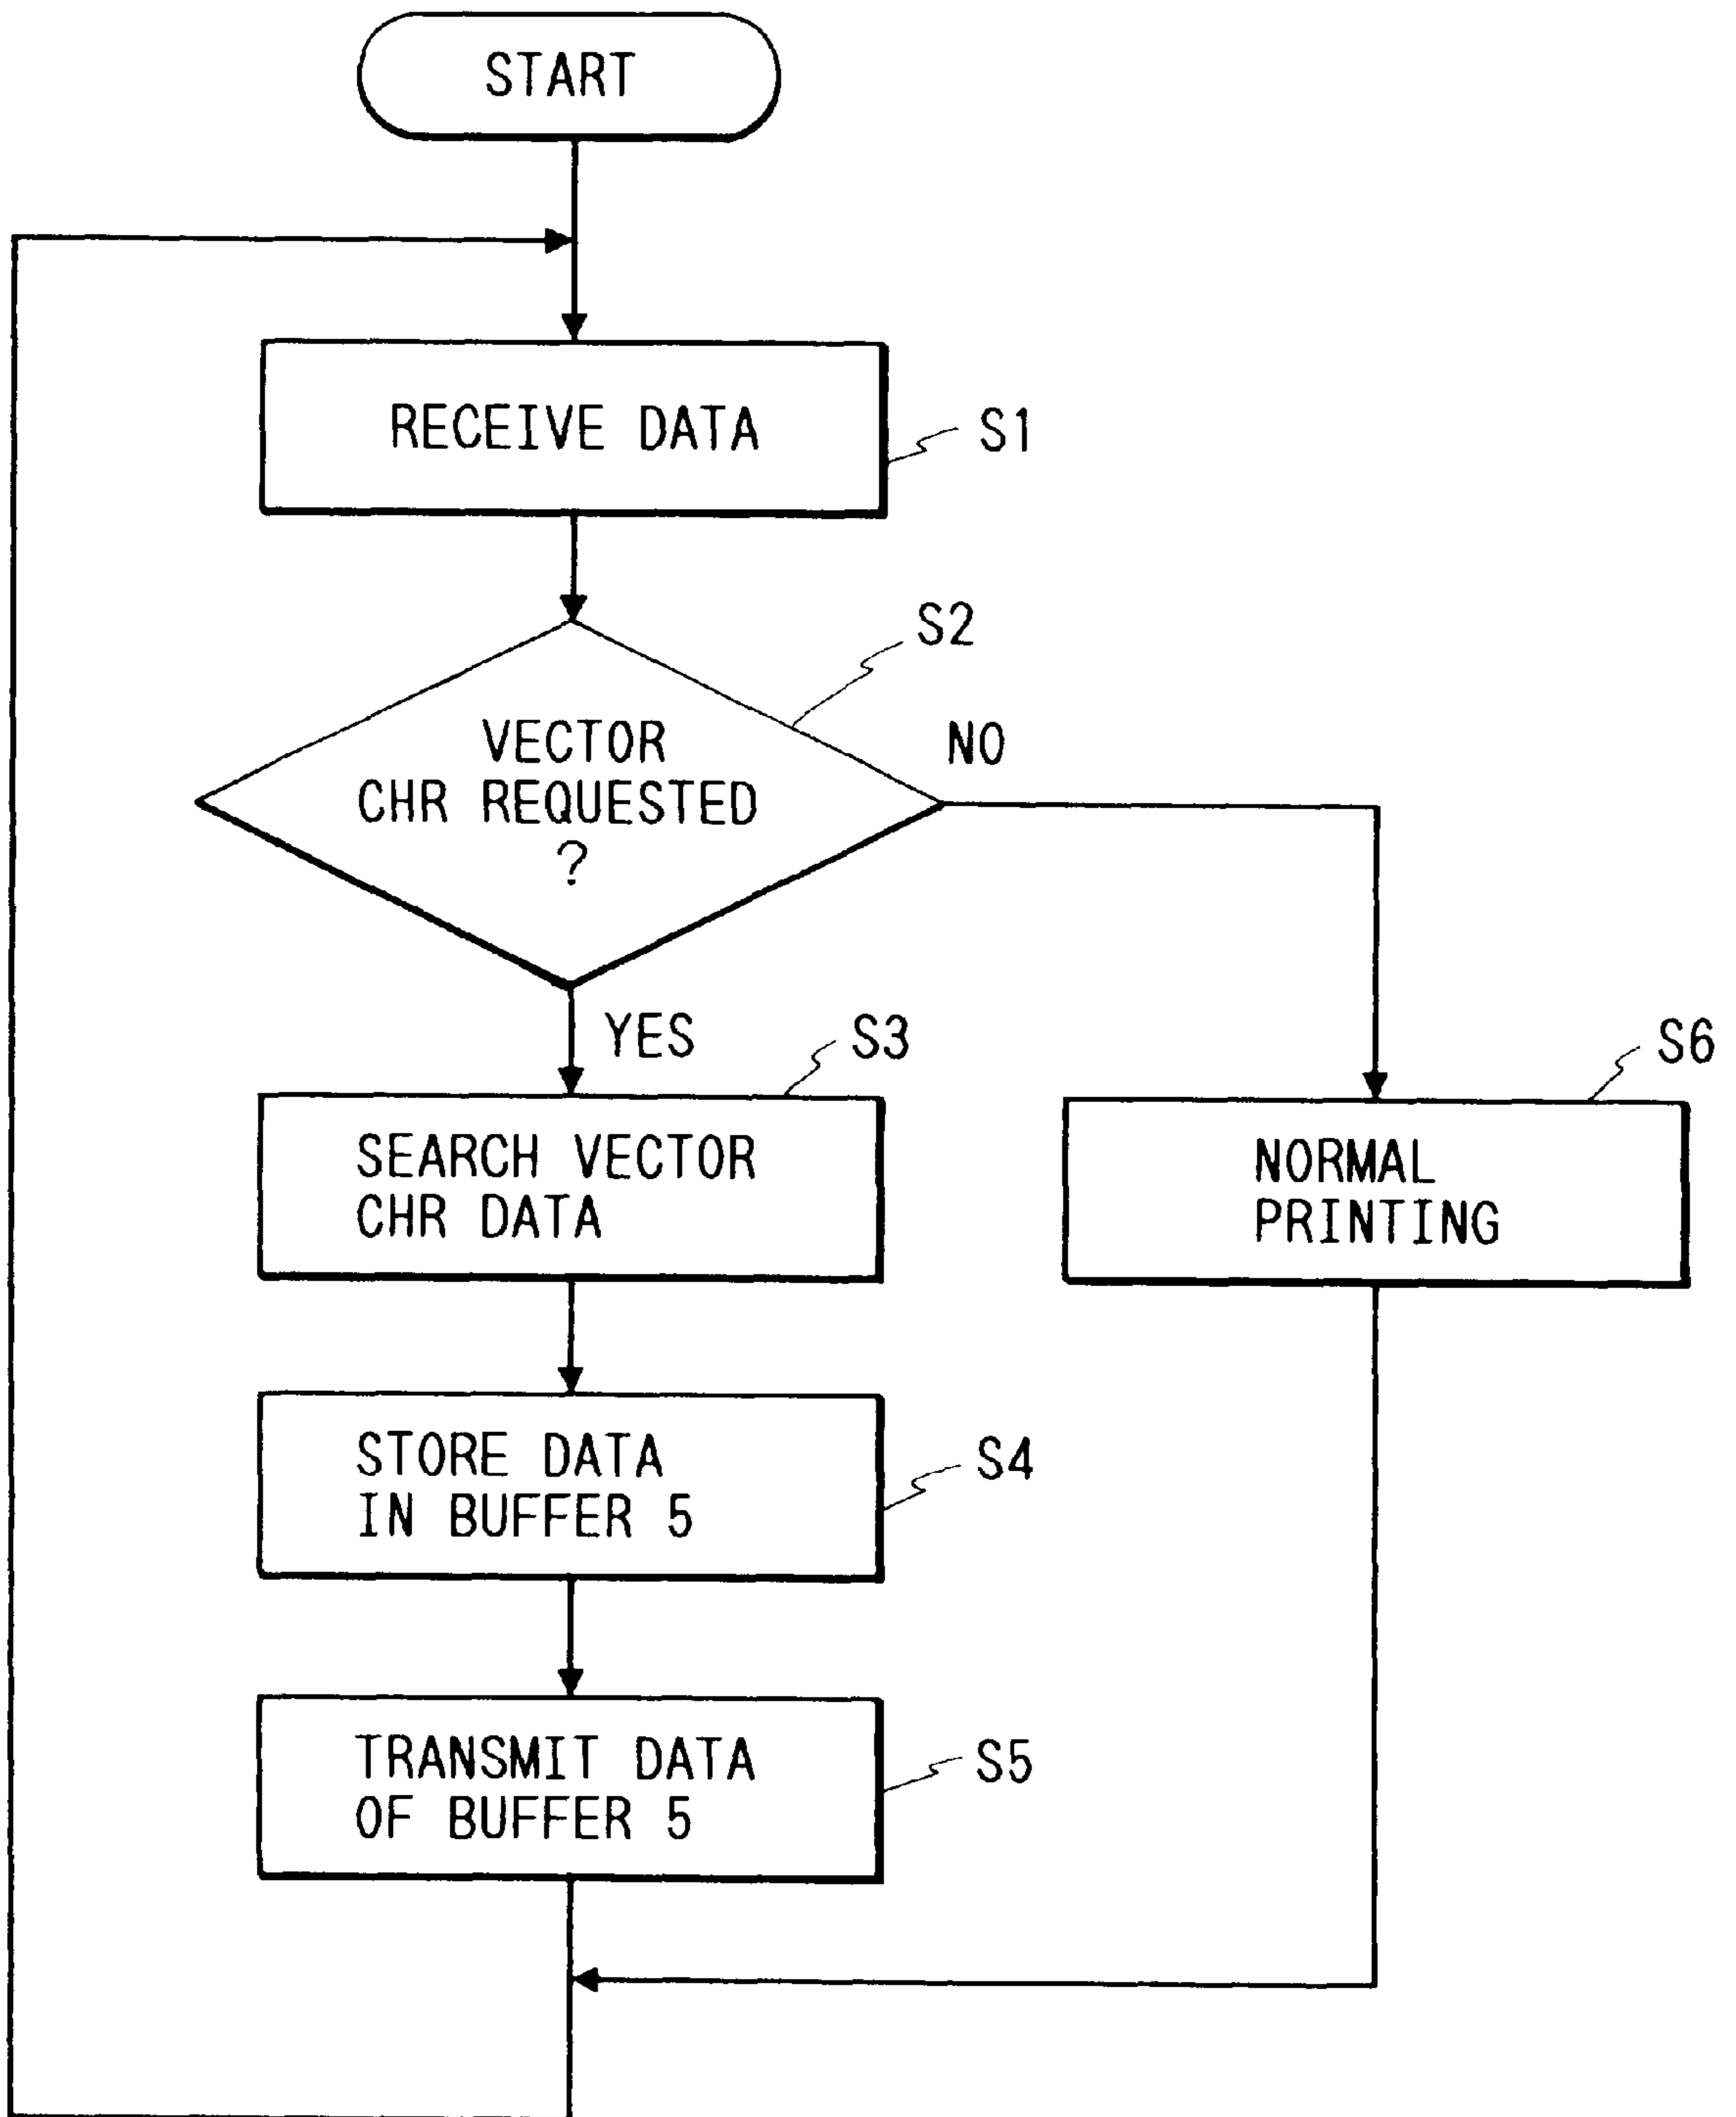 START
RECEIVE DATA
S1
S2
VECTOR
CHR REQUESTED
?
NO
YES
S3
SEARCH VECTOR
CHR DATA
S6
NORMAL
PRINTING
STORE DATA
IN BUFFER 5
S4
TRANSMIT DATA
OF BUFFER 5
S5